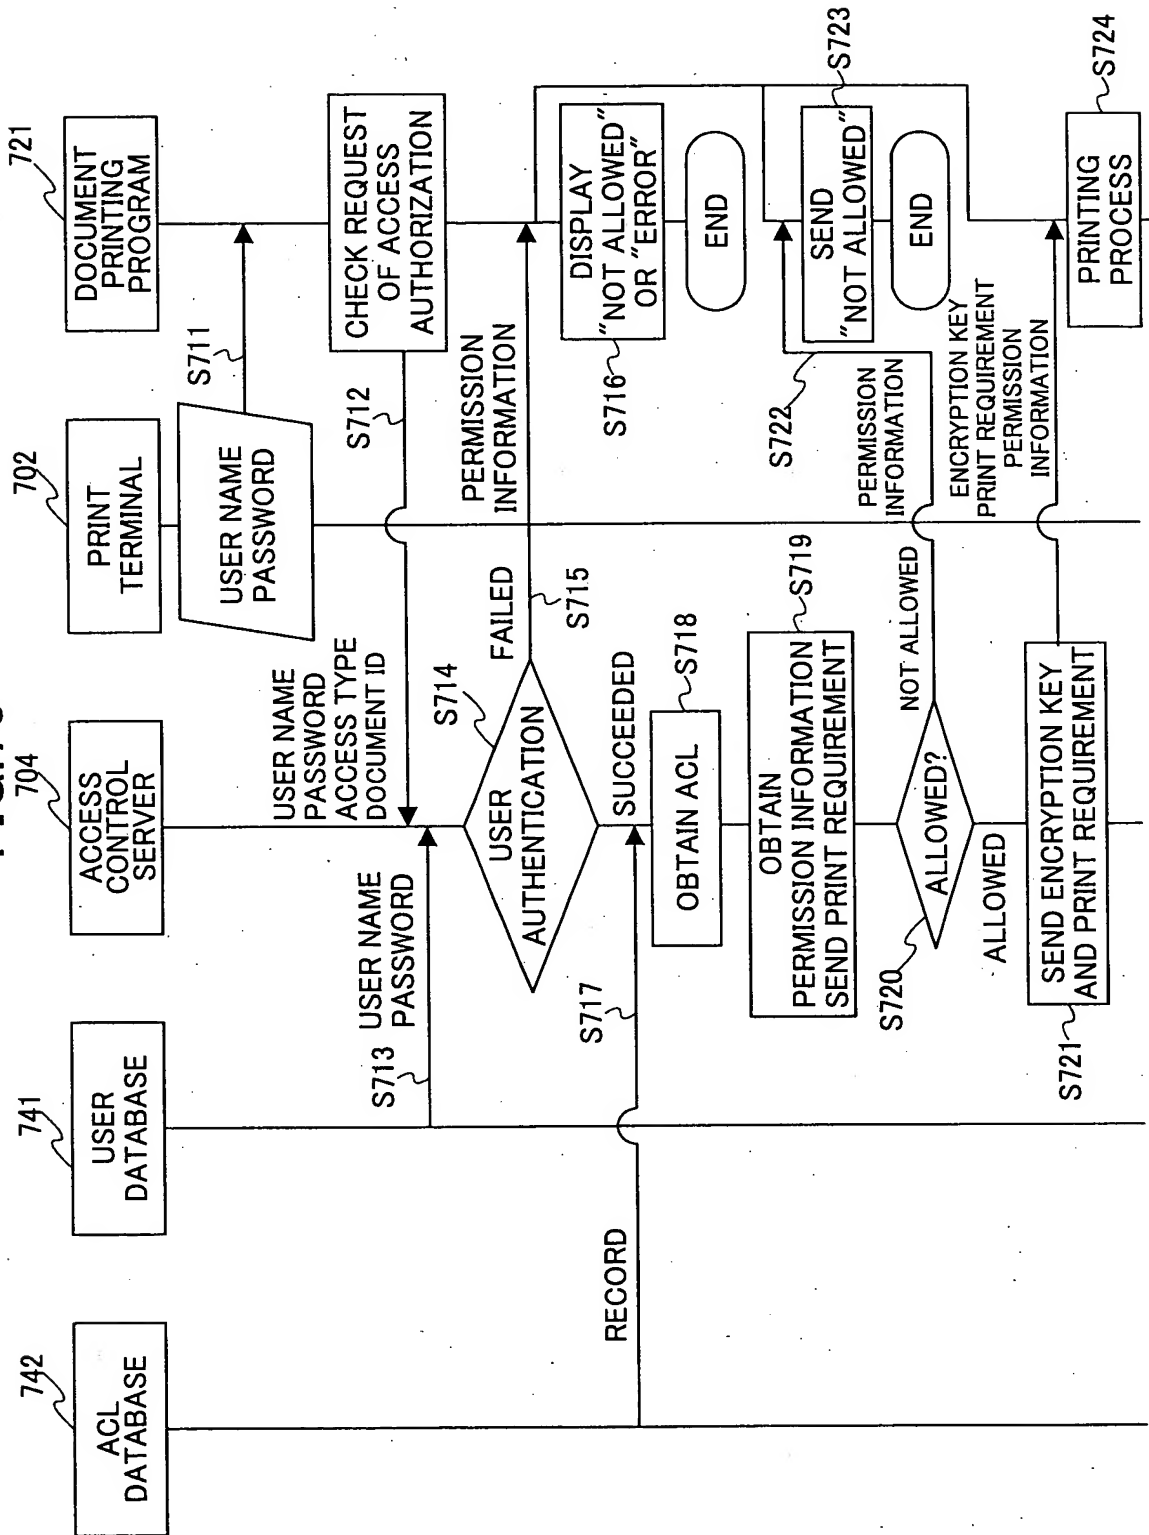 742
ACL
DATABASE
741
USER
DATABASE
704
ACCESS
CONTROL
SERVER
702
PRINT
TERMINAL
721
DOCUMENT
PRINTING
PROGRAM
USER NAME
PASSWORD
S711
CHECK REQUEST
OF ACCESS
AUTHORIZATION
S712
USER NAME
PASSWORD
ACCESS TYPE
DOCUMENT ID
S713
USER NAME
PASSWORD
S714
USER
AUTHENTICATION
FAILED
S715
PERMISSION
INFORMATION
DISPLAY
"NOT ALLOWED"
OR "ERROR"
S716
END
SUCCEEDED
S717
RECORD
OBTAIN ACL
S718
OBTAIN
PERMISSION INFORMATION
SEND PRINT REQUIREMENT
S719
ALLOWED?
S720
NOT ALLOWED
PERMISSION
INFORMATION
S722
SEND
"NOT ALLOWED"
S723
END
ALLOWED
SEND ENCRYPTION KEY
AND PRINT REQUIREMENT
S721
ENCRYPTION KEY
PRINT REQUIREMENT
PERMISSION
INFORMATION
PRINTING
PROCESS
S724